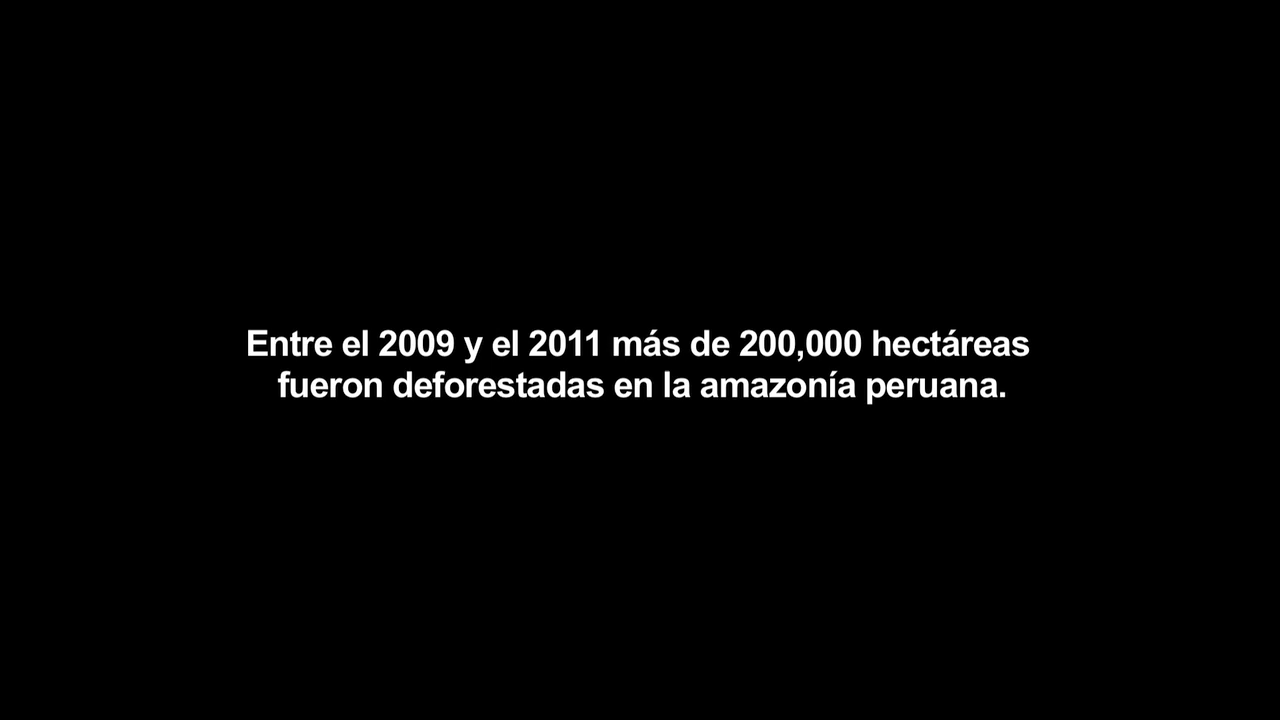 Entre el 2009 y el 2011 más de 200,000 hectáreas
fueron deforestadas en la amazonía peruana.